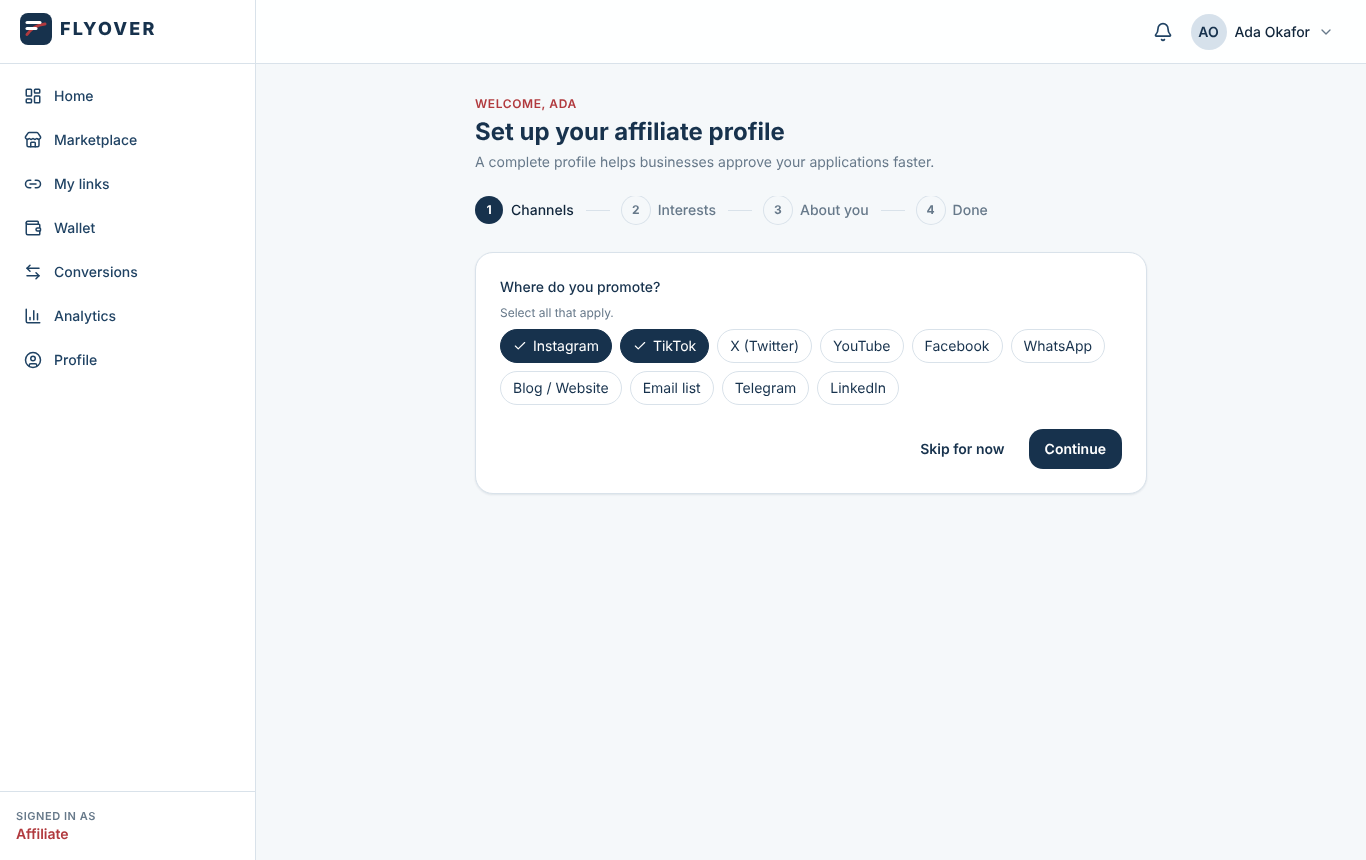 FLYOVER
AO
Ada Okafor
Home
Marketplace
My links
Wallet
Conversions
Analytics
Profile
SIGNED IN AS
Affiliate
WELCOME, ADA
Set up your affiliate profile
A complete profile helps businesses approve your applications faster.
1 Channels 2 Interests 3 About you 4 Done
Where do you promote?
Select all that apply.
Instagram TikTok X (Twitter) YouTube Facebook WhatsApp
Blog / Website Email list Telegram LinkedIn
Skip for now Continue